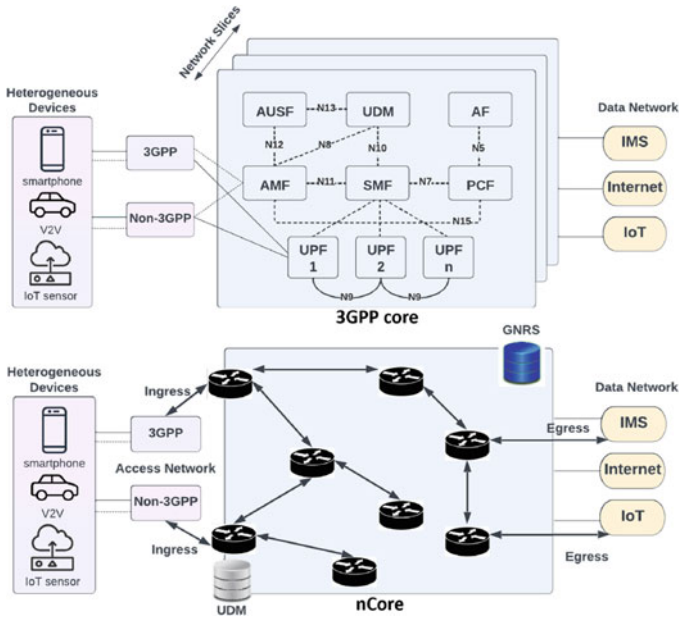 Network Slices
Heterogeneous
Devices
smartphone
V2V
IoT sensor
3GPP
Non-3GPP
AUSF
N13
UDM
AF
N12
N8
N10
N5
AMF
N11
SMF
N7
PCF
N15
UPF
1
UPF
2
UPF
n
N9
N9
3GPP core
Data Network
IMS
Internet
IoT
GNRS
Heterogeneous
Devices
smartphone
V2V
IoT sensor
Ingress
3GPP
Access Network
Non-3GPP
Ingress
UDM
nCore
Data Network
IMS
Egress
Internet
IoT
Egress